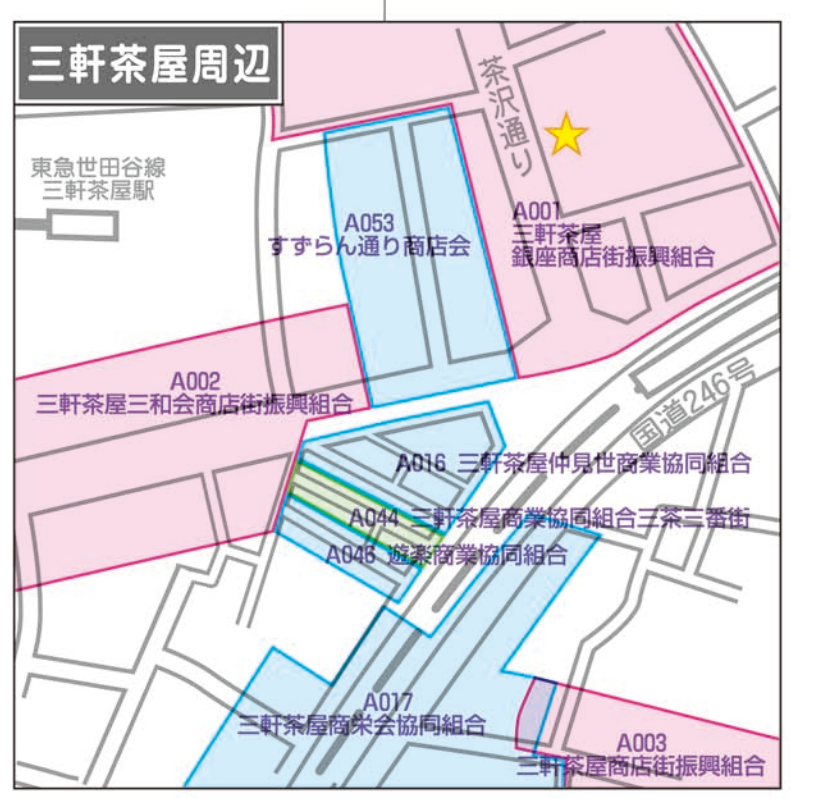 三軒茶屋周辺
茶沢通り
東急世田谷線
三軒茶屋駅
A053
すずらん通り商店会
A001
三軒茶屋
銀座商店街振興組合
A002
三軒茶屋三和会商店街振興組合
国道246号
A016 三軒茶屋仲見世商業協同組合
A044 三軒茶屋商業協同組合三茶三番街
A046 遊楽商業協同組合
A017
三軒茶屋商栄会協同組合
A003
三軒茶屋商店街振興組合